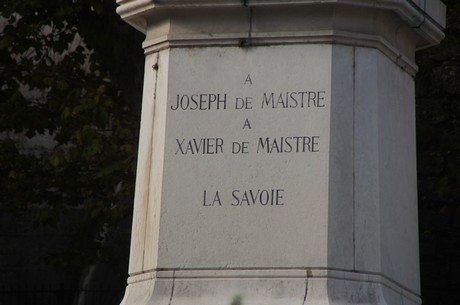 A
JOSEPH DE MAISTRE
A
XAVIER DE MAISTRE
LA SAVOIE